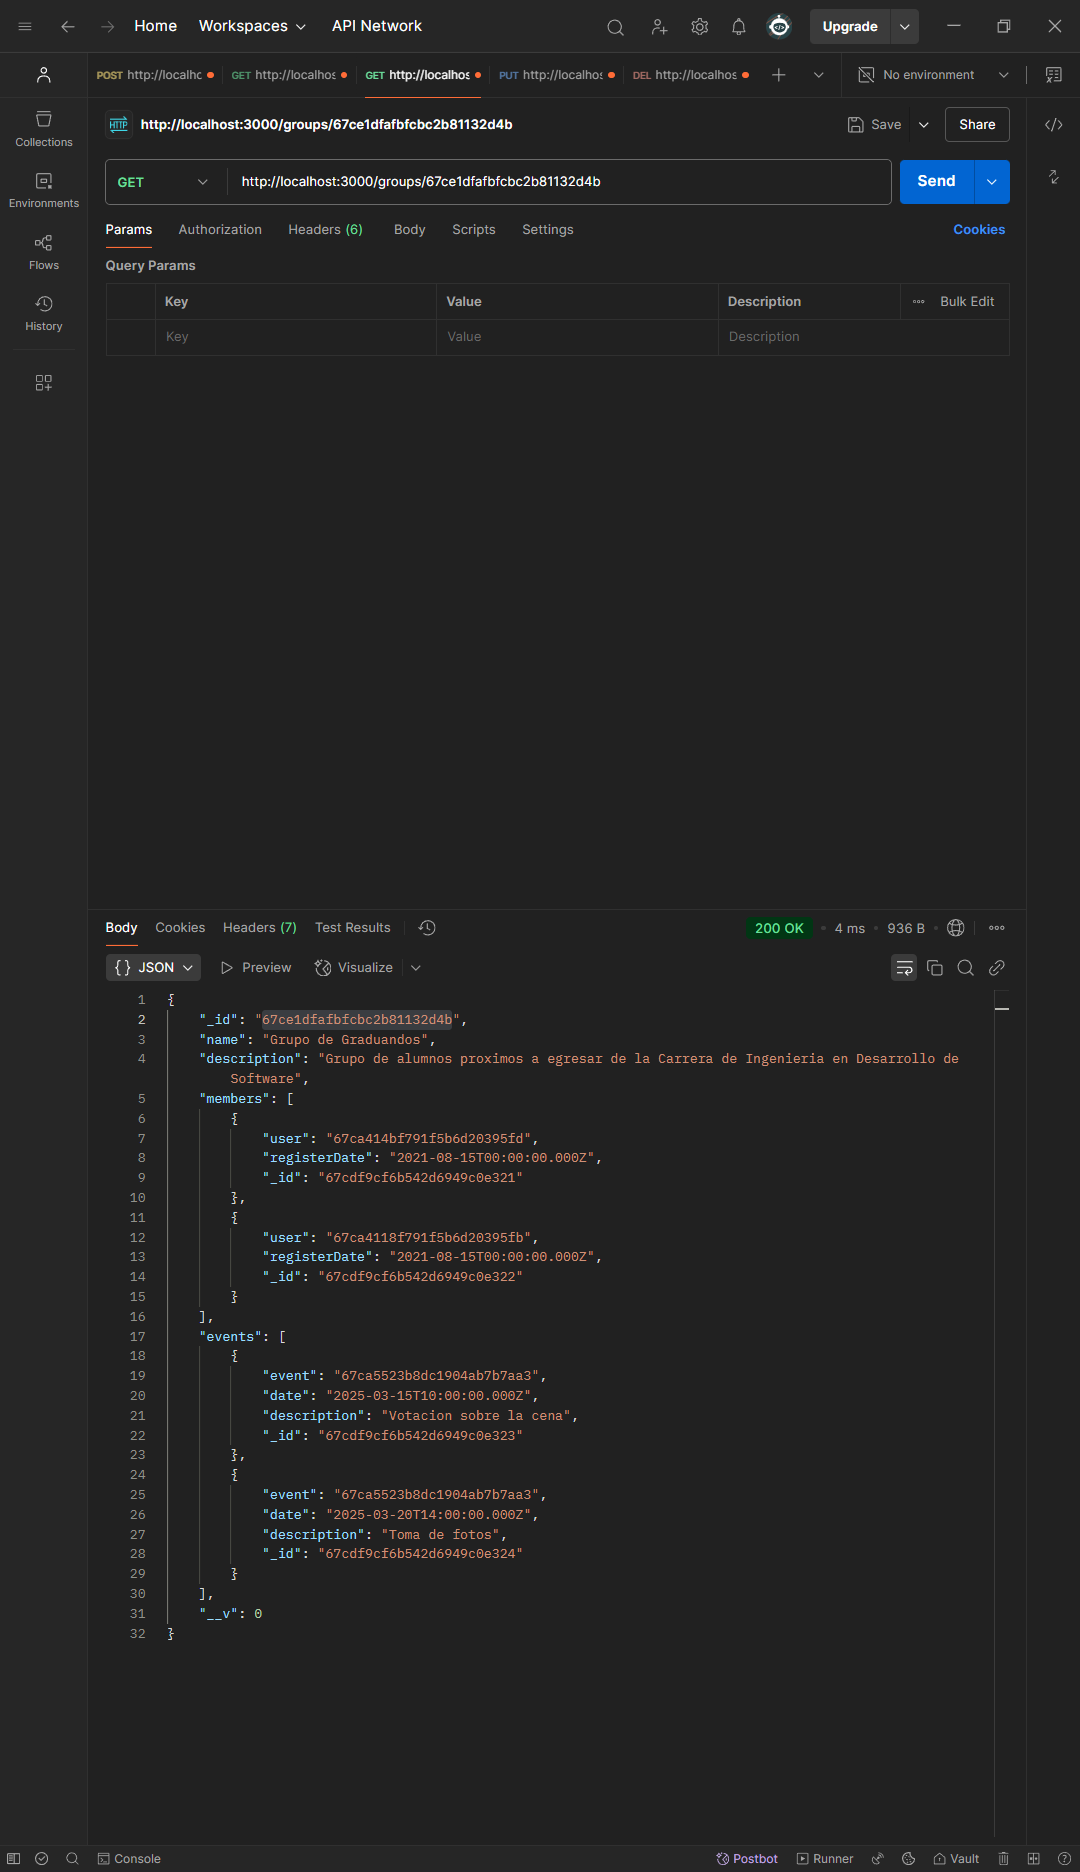 Home Workspaces API Network Upgrade
POST http://localhc GET http://localhos GET http://localhos PUT http://localhos DEL http://localhos No environment
HTTP http://localhost:3000/groups/67ce1dfafbfcbc2b81132d4b Save Share
Collections
GET http://localhost:3000/groups/67ce1dfafbfcbc2b81132d4b Send
Environments
Params Authorization Headers (6) Body Scripts Settings Cookies
Flows
Query Params
Key Value Description Bulk Edit
History
Key Value Description
Body Cookies Headers (7) Test Results 200 OK 4 ms 936 B
{} JSON Preview Visualize
1 {
2 "_id": "67ce1dfafbfcbc2b81132d4b",
3 "name": "Grupo de Graduandos",
4 "description": "Grupo de alumnos proximos a egresar de la Carrera de Ingenieria en Desarrollo de
Software",
5 "members": [
6 {
7 "user": "67ca414bf791f5b6d20395fd",
8 "registerDate": "2021-08-15T00:00:00.000Z",
9 "_id": "67cdf9cf6b542d6949c0e321"
10 },
11 {
12 "user": "67ca4118f791f5b6d20395fb",
13 "registerDate": "2021-08-15T00:00:00.000Z",
14 "_id": "67cdf9cf6b542d6949c0e322"
15 }
16 ],
17 "events": [
18 {
19 "event": "67ca5523b8dc1904ab7b7aa3",
20 "date": "2025-03-15T10:00:00.000Z",
21 "description": "Votacion sobre la cena",
22 "_id": "67cdf9cf6b542d6949c0e323"
23 },
24 {
25 "event": "67ca5523b8dc1904ab7b7aa3",
26 "date": "2025-03-20T14:00:00.000Z",
27 "description": "Toma de fotos",
28 "_id": "67cdf9cf6b542d6949c0e324"
29 }
30 ],
31 "__v": 0
32 }
Console Postbot Runner Vault